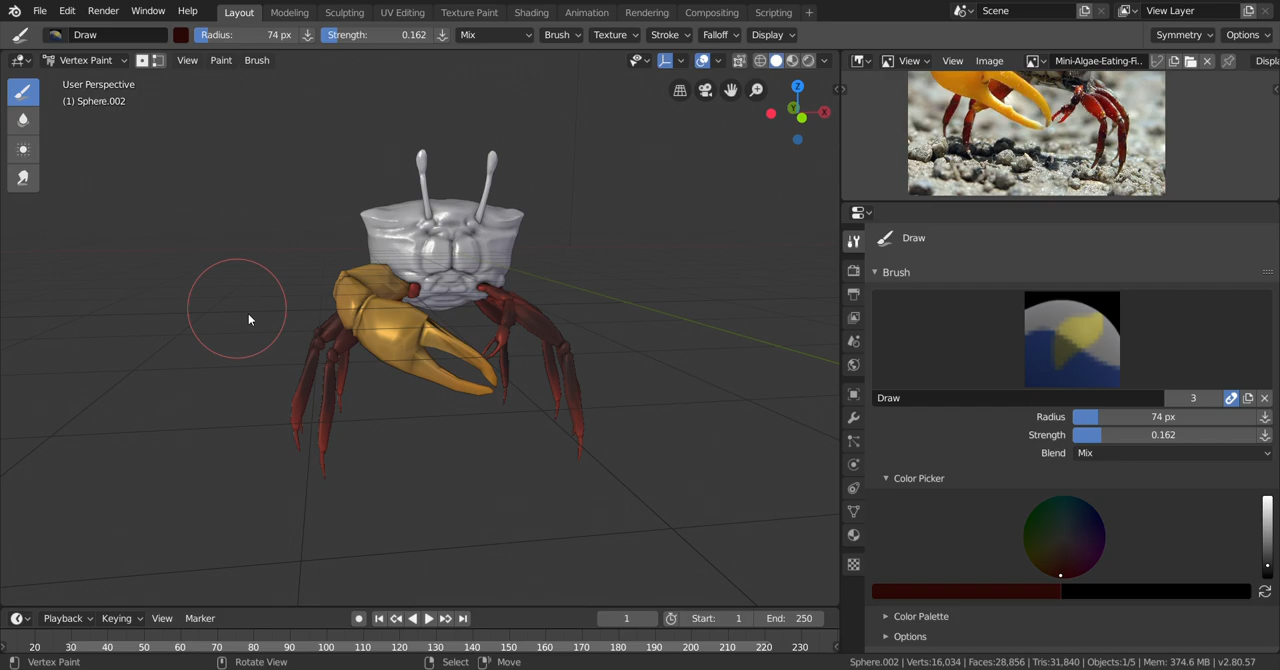 File Edit Render Window Help Layout Modeling Sculpting UV Editing Texture Paint Shading Animation Rendering Compositing Scripting + Scene View Layer
Draw Radius: 74 px Strength: 0.162 Mix Brush Texture Stroke Falloff Display Symmetry Options
Vertex Paint View Paint Brush View View Image Mini-Algae-Eating-Fi... Displa
User Perspective
(1) Sphere.002
Z
Y
X
Draw
Brush
Draw 3
Radius 74 px
Strength 0.162
Blend Mix
Color Picker
Color Palette
Options
Playback Keying View Marker 1 Start: 1 End: 250
20 30 40 50 60 70 80 90 100 110 120 130 140 150 160 170 180 190 200 210 220 230
Vertex Paint Rotate View Select Move Sphere.002 | Verts:16,034 | Faces:28,856 | Tris:31,840 | Objects:1/5 | Mem: 374.6 MB | v2.80.57